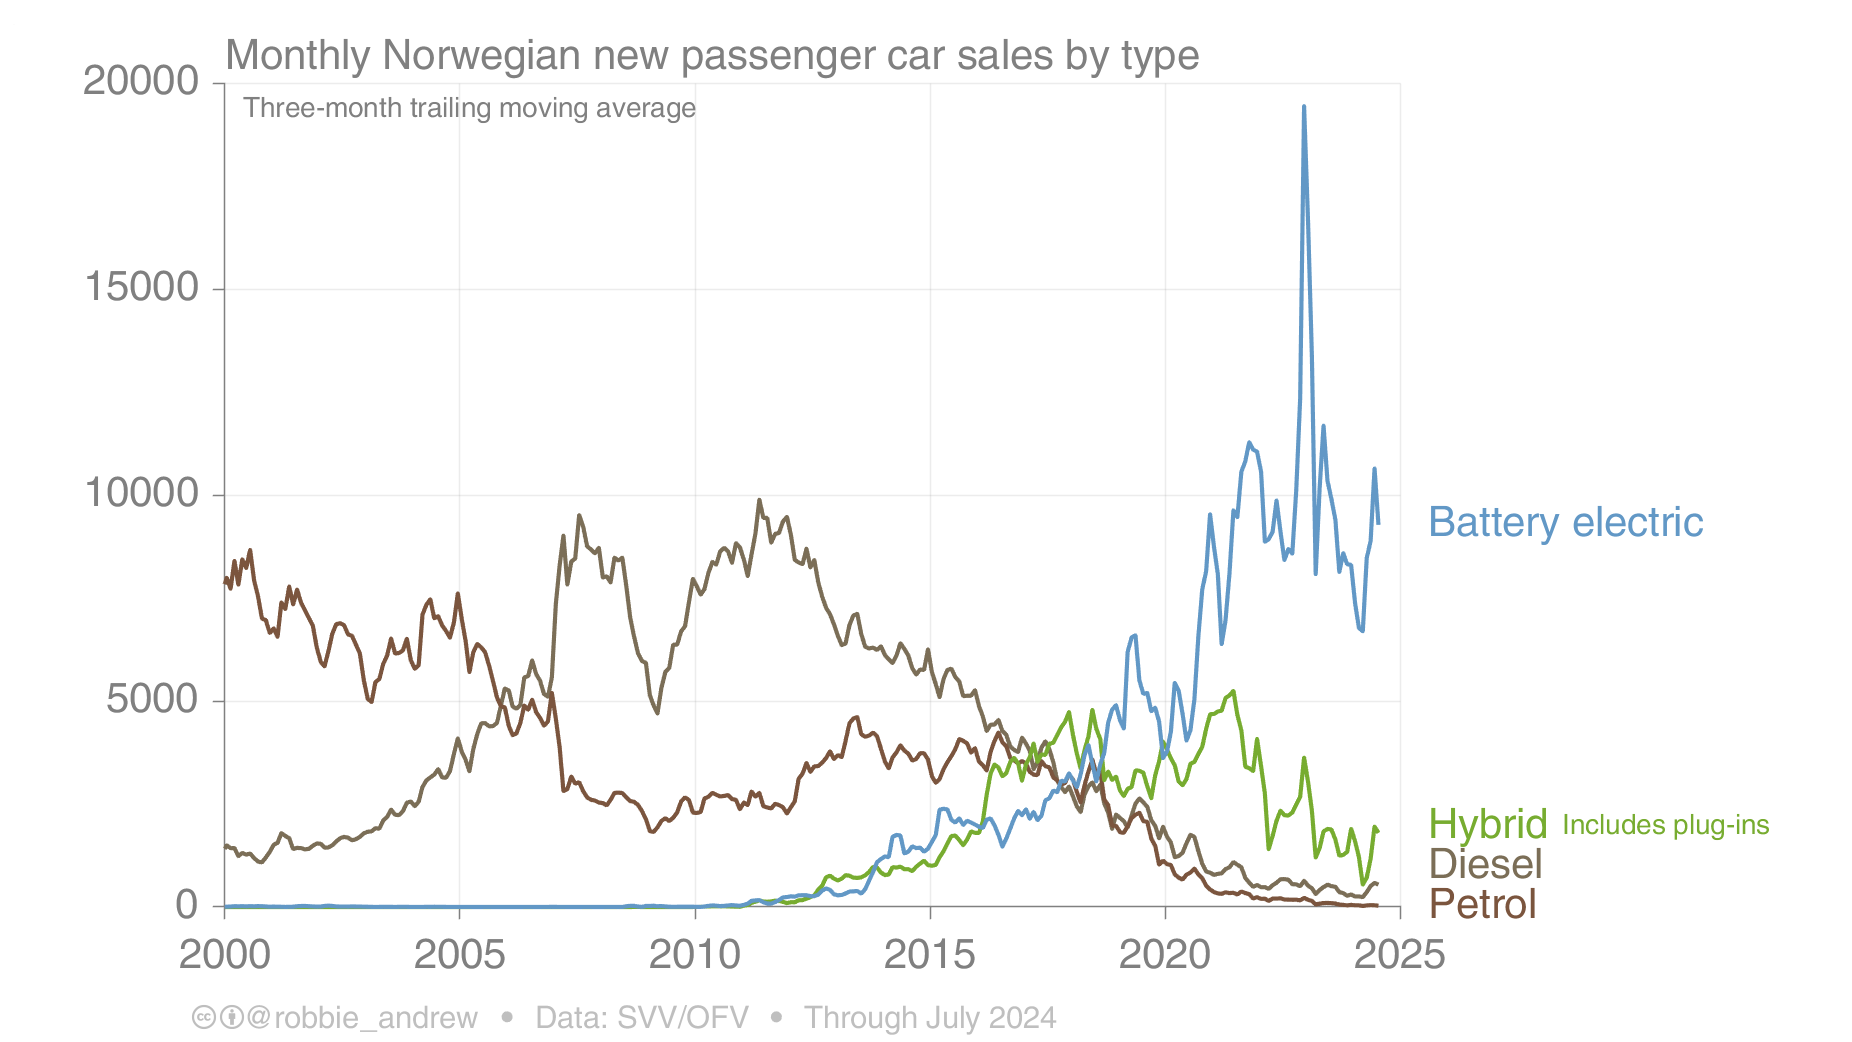 Monthly Norwegian new passenger car sales by type
Three-month trailing moving average
20000
15000
10000
5000
0
2000 2005 2010 2015 2020 2025
Battery electric
Hybrid Includes plug-ins
Diesel
Petrol
cc @robbie_andrew • Data: SVV/OFV • Through July 2024